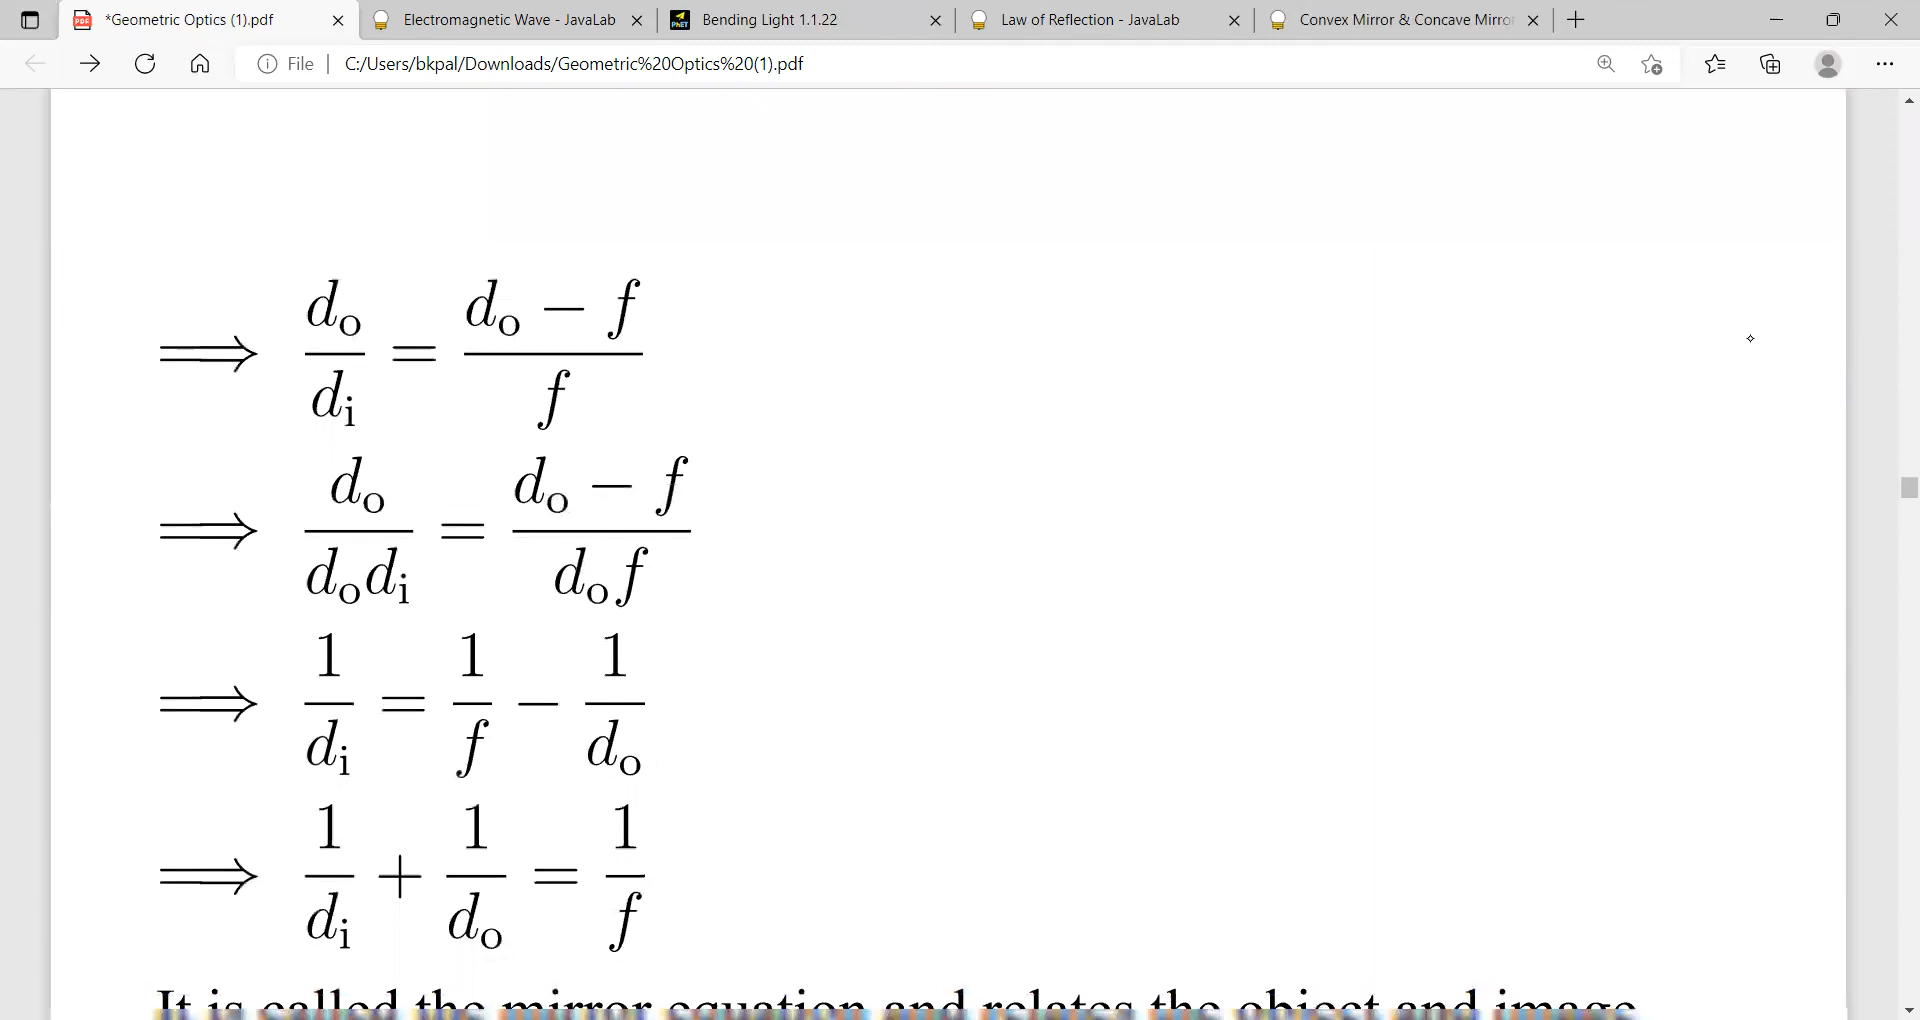 *Geometric Optics (1).pdf
Electromagnetic Wave - JavaLab
PhET
Bending Light 1.1.22
Law of Reflection - JavaLab
Convex Mirror & Concave Mirror
File | C:/Users/bkpal/Downloads/Geometric%20Optics%20(1).pdf
⟹ d_o/d_i = (d_o − f)/f
⟹ d_o/(d_o d_i) = (d_o − f)/(d_o f)
⟹ 1/d_i = 1/f − 1/d_o
⟹ 1/d_i + 1/d_o = 1/f
It is called the mirror equation and relates the object and image